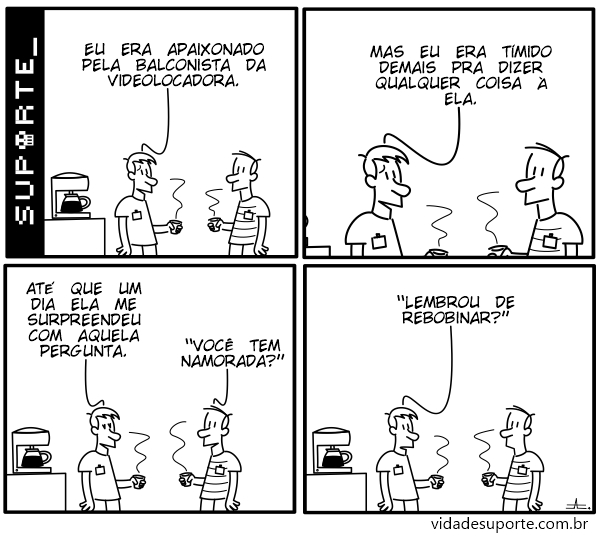 SUPORTE_
EU ERA APAIXONADO
PELA BALCONISTA DA
VIDEOLOCADORA.
MAS EU ERA TÍMIDO
DEMAIS PRA DIZER
QUALQUER COISA À
ELA.
ATÉ QUE UM
DIA ELA ME
SURPREENDEU
COM AQUELA
PERGUNTA.
"VOCÊ TEM
NAMORADA?"
"LEMBROU DE
REBOBINAR?"
vidadesuporte.com.br